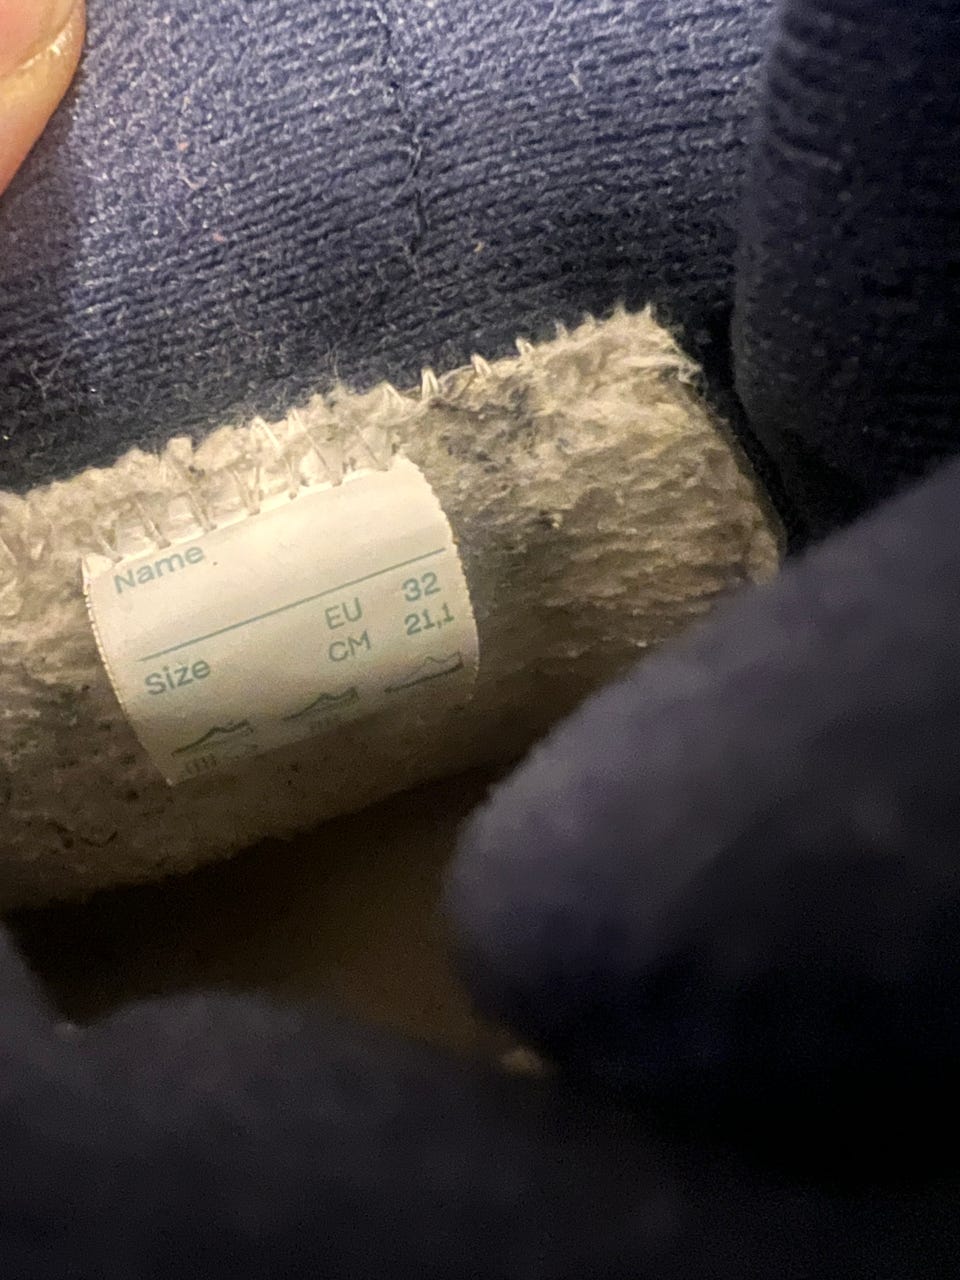 Name
EU 32
Size CM 21,1